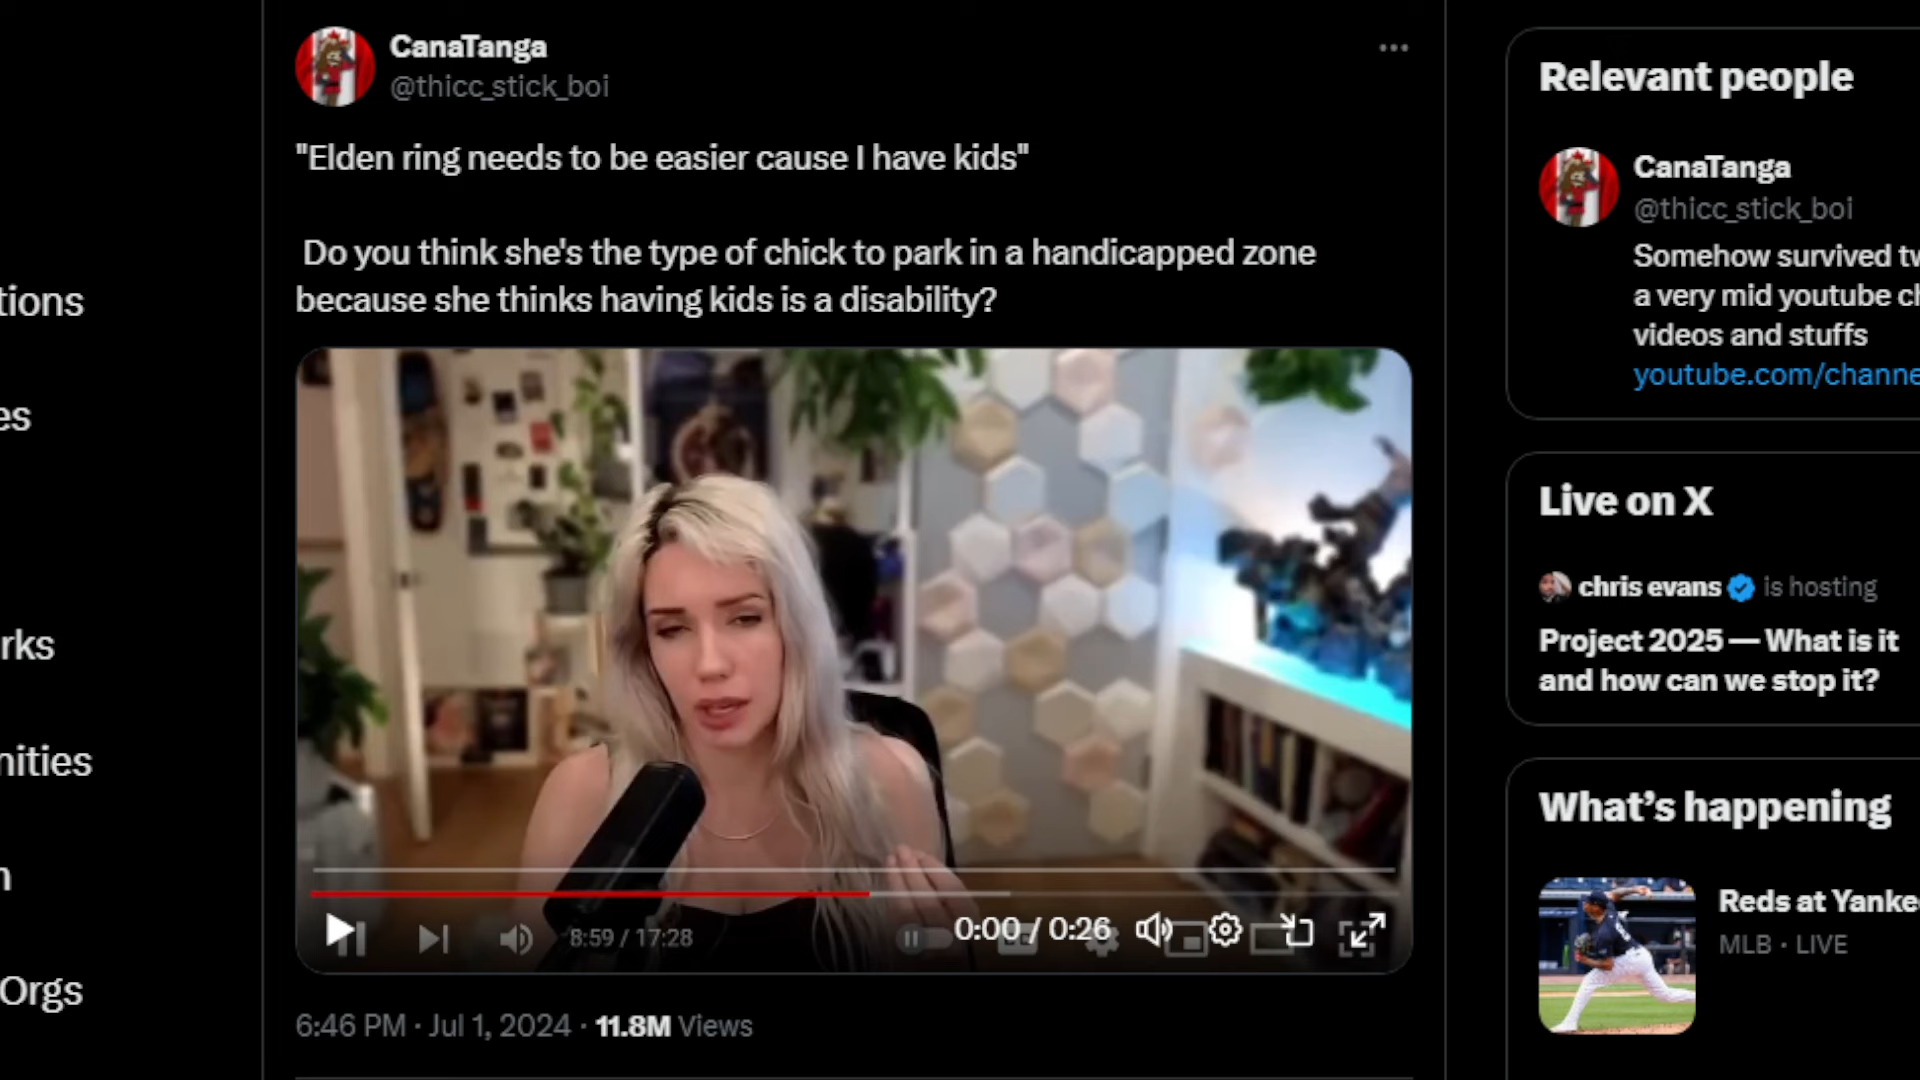 CanaTanga
@thicc_stick_boi
"Elden ring needs to be easier cause I have kids"
Do you think she's the type of chick to park in a handicapped zone
because she thinks having kids is a disability?
8:59 / 17:28
0:00 / 0:26
6:46 PM · Jul 1, 2024 · 11.8M Views
tions
es
rks
nities
n
Orgs
Relevant people
CanaTanga
@thicc_stick_boi
Somehow survived tw
a very mid youtube ch
videos and stuffs
youtube.com/channe
Live on X
chris evans is hosting
Project 2025 — What is it
and how can we stop it?
What's happening
Reds at Yanke
MLB · LIVE